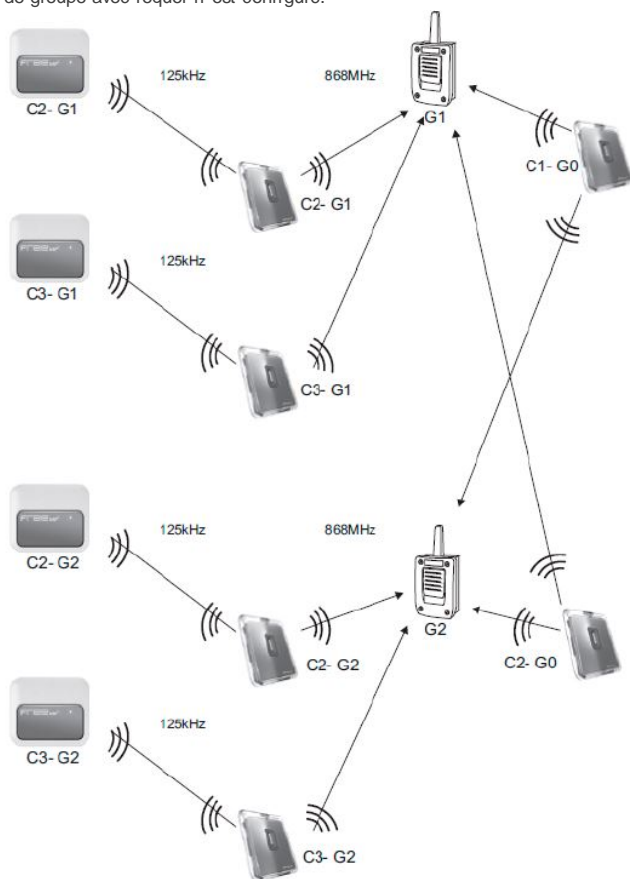 de groupe avec lequel il est configuré.
125kHz
868MHz
C2- G1
G1
C1- G0
C2- G1
C3- G1
125kHz
C3- G1
C2- G2
125kHz
868MHz
G2
C2- G2
C2- G0
C3- G2
125kHz
C3- G2